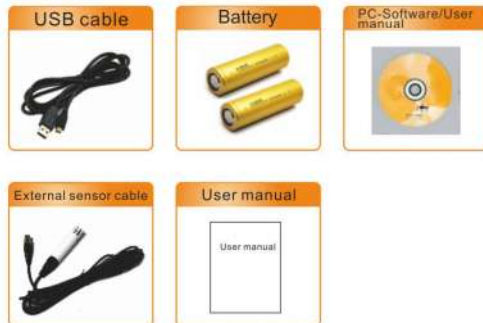 USB cable
Battery
PC-Software/User
manual
External sensor cable
User manual
User manual